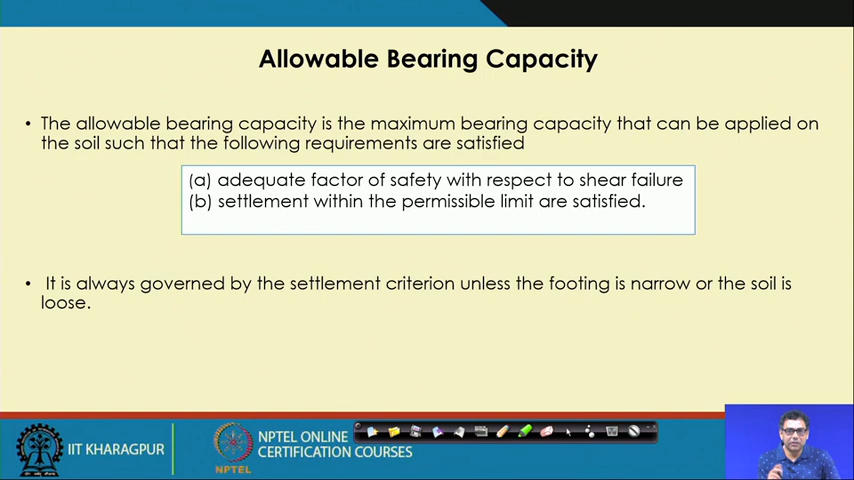 Allowable Bearing Capacity
• The allowable bearing capacity is the maximum bearing capacity that can be applied on
the soil such that the following requirements are satisfied
(a) adequate factor of safety with respect to shear failure
(b) settlement within the permissible limit are satisfied.
• It is always governed by the settlement criterion unless the footing is narrow or the soil is
loose.
IIT KHARAGPUR
NPTEL
NPTEL ONLINE
CERTIFICATION COURSES